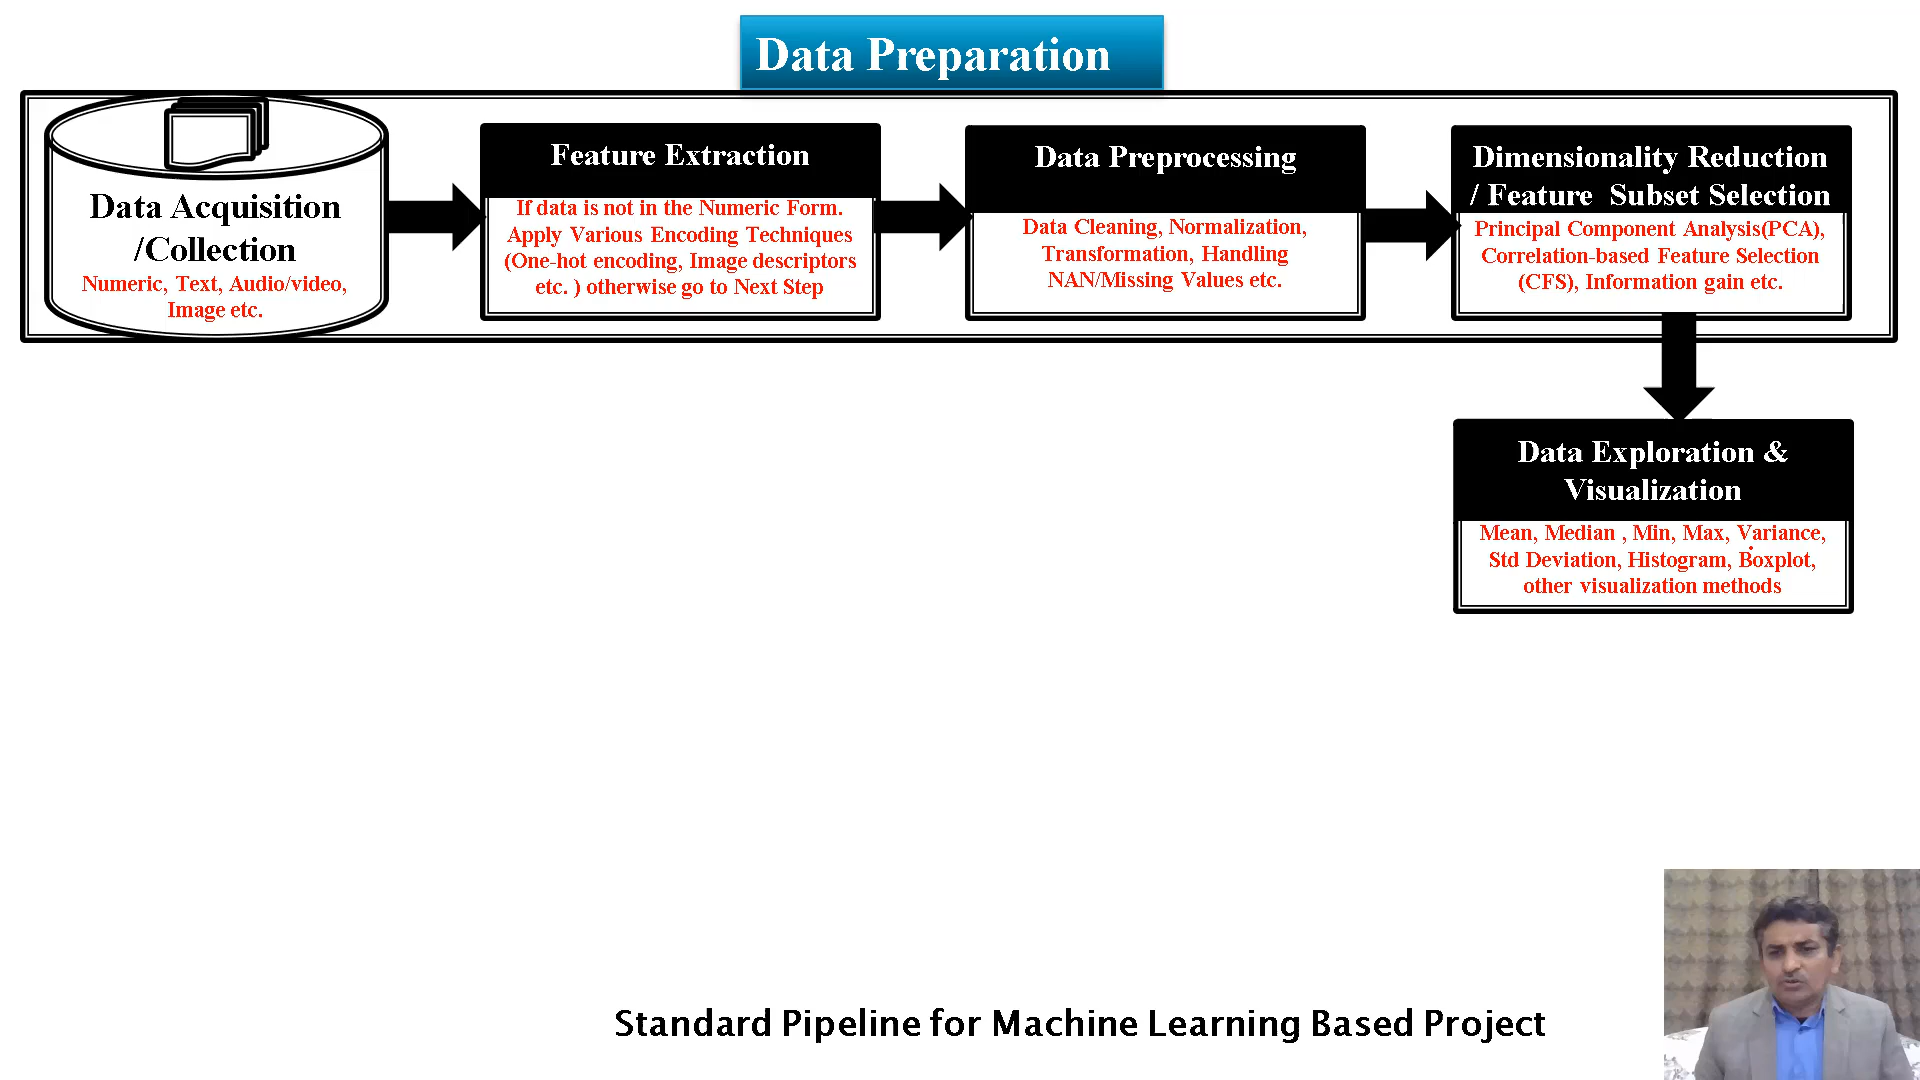 Data Preparation
Data Acquisition
/Collection
Numeric, Text, Audio/video,
Image etc.
Feature Extraction
If data is not in the Numeric Form.
Apply Various Encoding Techniques
(One-hot encoding, Image descriptors
etc. ) otherwise go to Next Step
Data Preprocessing
Data Cleaning, Normalization,
Transformation, Handling
NAN/Missing Values etc.
Dimensionality Reduction
/ Feature Subset Selection
Principal Component Analysis(PCA),
Correlation-based Feature Selection
(CFS), Information gain etc.
Data Exploration &
Visualization
Mean, Median , Min, Max, Variance,
Std Deviation, Histogram, Boxplot,
other visualization methods
Standard Pipeline for Machine Learning Based Project